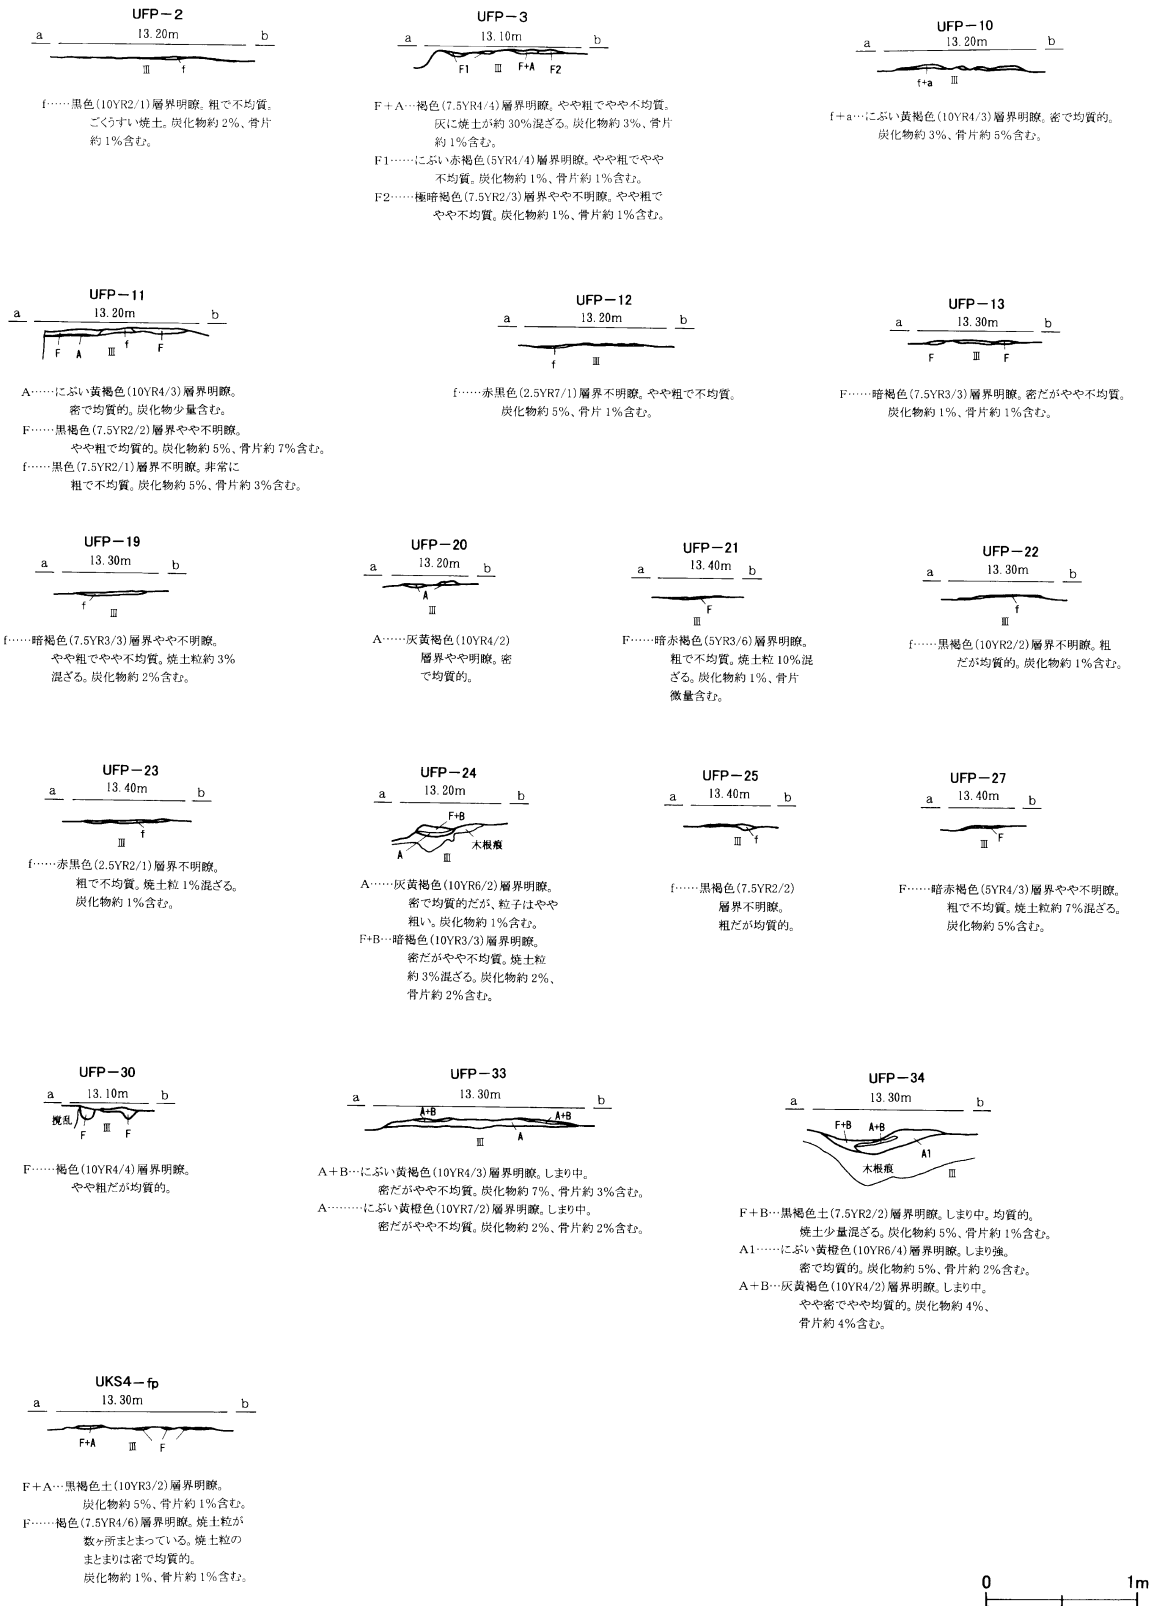 UFP-2
a 13.20m b
Ⅲ f
f……黒色(10YR2/1)層界明瞭。粗で不均質。
ごくうすい焼土。炭化物約2%、骨片
約1%含む。
UFP-3
a 13.10m b
F1 Ⅲ F+A F2
F+A…褐色(7.5YR4/4)層界明瞭。やや粗でやや不均質。
灰に焼土が約30%混ざる。炭化物約3%、骨片
約1%含む。
F1……にぶい赤褐色(5YR4/4)層界明瞭。やや粗でやや
不均質。炭化物約1%、骨片約1%含む。
F2……極暗褐色(7.5YR2/3)層界やや不明瞭。やや粗で
やや不均質。炭化物約1%、骨片約1%含む。
UFP-10
a 13.20m b
f+a Ⅲ
f+a…にぶい黄褐色(10YR4/3)層界明瞭。密で均質的。
炭化物約3%、骨片約5%含む。
UFP-11
a 13.20m b
F A Ⅲ f F
A……にぶい黄褐色(10YR4/3)層界明瞭。
密で均質的。炭化物少量含む。
F……黒褐色(7.5YR2/2)層界やや不明瞭。
やや粗で均質的。炭化物約5%、骨片約7%含む。
f……黒色(7.5YR2/1)層界不明瞭。非常に
粗で不均質。炭化物約5%、骨片約3%含む。
UFP-12
a 13.20m b
f Ⅲ
f……赤黒色(2.5YR7/1)層界不明瞭。やや粗で不均質。
炭化物約5%、骨片1%含む。
UFP-13
a 13.30m b
F Ⅲ F
F……暗褐色(7.5YR3/3)層界明瞭。密だがやや不均質。
炭化物約1%、骨片約1%含む。
UFP-19
a 13.30m b
f Ⅲ
f……暗褐色(7.5YR3/3)層界やや不明瞭。
やや粗でやや不均質。焼土粒約3%
混ざる。炭化物約2%含む。
UFP-20
a 13.20m b
A
Ⅲ
A……灰黄褐色(10YR4/2)
層界やや明瞭。密
で均質的。
UFP-21
a 13.40m b
F
Ⅲ
F……暗赤褐色(5YR3/6)層界明瞭。
粗で不均質。焼土粒10%混
ざる。炭化物約1%、骨片
微量含む。
UFP-22
a 13.30m b
f
Ⅲ
f……黒褐色(10YR2/2)層界不明瞭。粗
だが均質的。炭化物約1%含む。
UFP-23
a 13.40m b
Ⅲ f
f……赤黒色(2.5YR2/1)層界不明瞭。
粗で不均質。焼土粒1%混ざる。
炭化物約1%含む。
UFP-24
a 13.20m b
F+B
A Ⅲ 木根痕
A……灰黄褐色(10YR6/2)層界明瞭。
密で均質的だが、粒子はやや
粗い。炭化物約1%含む。
F+B…暗褐色(10YR3/3)層界明瞭。
密だがやや不均質。焼土粒
約3%混ざる。炭化物約2%、
骨片約2%含む。
UFP-25
a 13.40m b
Ⅲ f
f……黒褐色(7.5YR2/2)
層界不明瞭。
粗だが均質的。
UFP-27
a 13.40m b
Ⅲ F
F……暗赤褐色(5YR4/3)層界やや不明瞭。
粗で不均質。焼土粒約7%混ざる。
炭化物約5%含む。
UFP-30
a 13.10m b
撹乱 F Ⅲ F
F……褐色(10YR4/4)層界明瞭。
やや粗だが均質的。
UFP-33
a 13.30m b
A+B A+B
Ⅲ A
A+B…にぶい黄褐色(10YR4/3)層界明瞭。しまり中。
密だがやや不均質。炭化物約7%、骨片約3%含む。
A………にぶい黄橙色(10YR7/2)層界明瞭。しまり中。
密だがやや不均質。炭化物約2%、骨片約2%含む。
UFP-34
a 13.30m b
F+B A+B
A1
木根痕 Ⅲ
F+B…黒褐色土(7.5YR2/2)層界明瞭。しまり中。均質的。
焼土少量混ざる。炭化物約5%、骨片約1%含む。
A1……にぶい黄橙色(10YR6/4)層界明瞭。しまり強。
密で均質的。炭化物約5%、骨片約2%含む。
A+B…灰黄褐色(10YR4/2)層界明瞭。しまり中。
やや密でやや均質的。炭化物約4%、
骨片約4%含む。
UKS4-fp
a 13.30m b
F+A Ⅲ F
F+A…黒褐色土(10YR3/2)層界明瞭。
炭化物約5%、骨片約1%含む。
F……褐色(7.5YR4/6)層界明瞭。焼土粒が
数ヶ所まとまっている。焼土粒の
まとまりは密で均質的。
炭化物約1%、骨片約1%含む。
0 1m